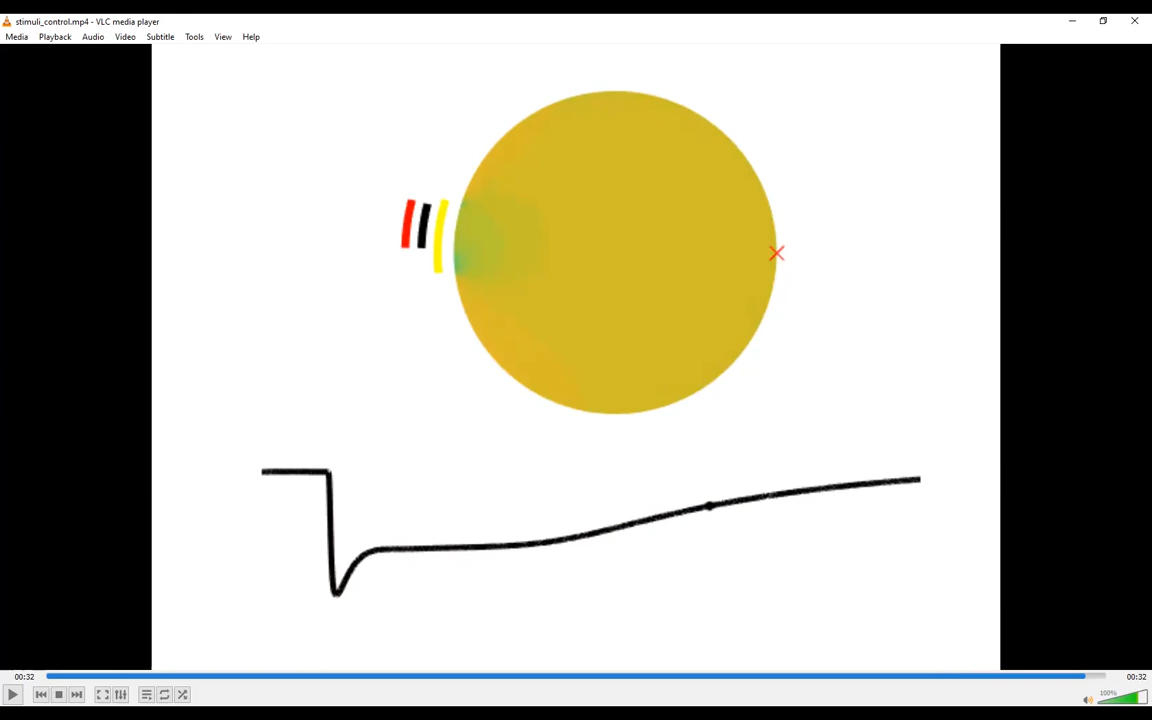 stimuli_control.mp4 - VLC media player
Media Playback Audio Video Subtitle Tools View Help
00:32
00:32
100%